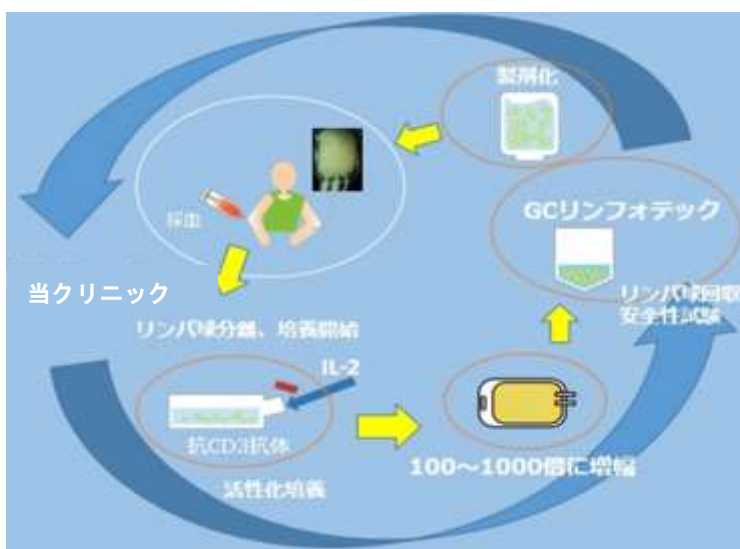 製剤化
採血
GCリンフォテック
当クリニック
リンパ球回収
安全性試験
リンパ球分離、培養開始
IL-2
抗CD3抗体
100～1000倍に増幅
活性化培養